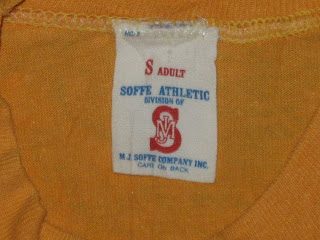 S ADULT
SOFFE ATHLETIC
DIVISION OF
S
M.J. SOFFE COMPANY INC.
CARE ON BACK